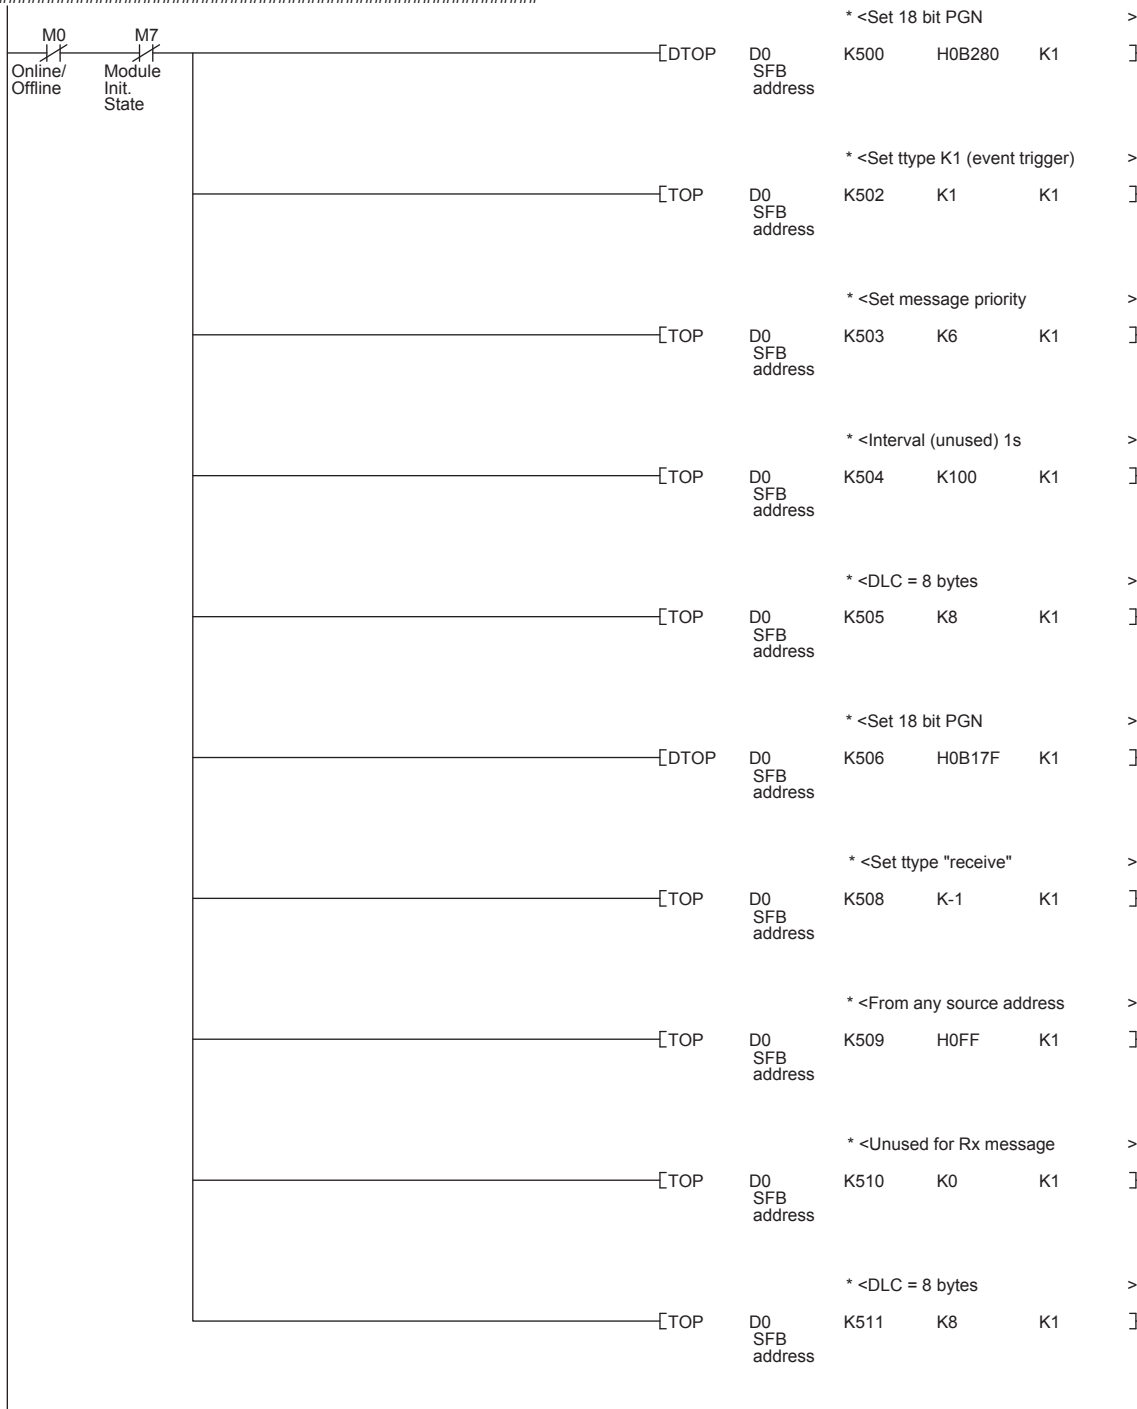 * <Set 18 bit PGN >
M0 M7
[DTOP D0 K500 H0B280 K1 ]
Online/ Module SFB
Offline Init. address
State
* <Set ttype K1 (event trigger) >
[TOP D0 K502 K1 K1 ]
SFB
address
* <Set message priority >
[TOP D0 K503 K6 K1 ]
SFB
address
* <Interval (unused) 1s >
[TOP D0 K504 K100 K1 ]
SFB
address
* <DLC = 8 bytes >
[TOP D0 K505 K8 K1 ]
SFB
address
* <Set 18 bit PGN >
[DTOP D0 K506 H0B17F K1 ]
SFB
address
* <Set ttype "receive" >
[TOP D0 K508 K-1 K1 ]
SFB
address
* <From any source address >
[TOP D0 K509 H0FF K1 ]
SFB
address
* <Unused for Rx message >
[TOP D0 K510 K0 K1 ]
SFB
address
* <DLC = 8 bytes >
[TOP D0 K511 K8 K1 ]
SFB
address